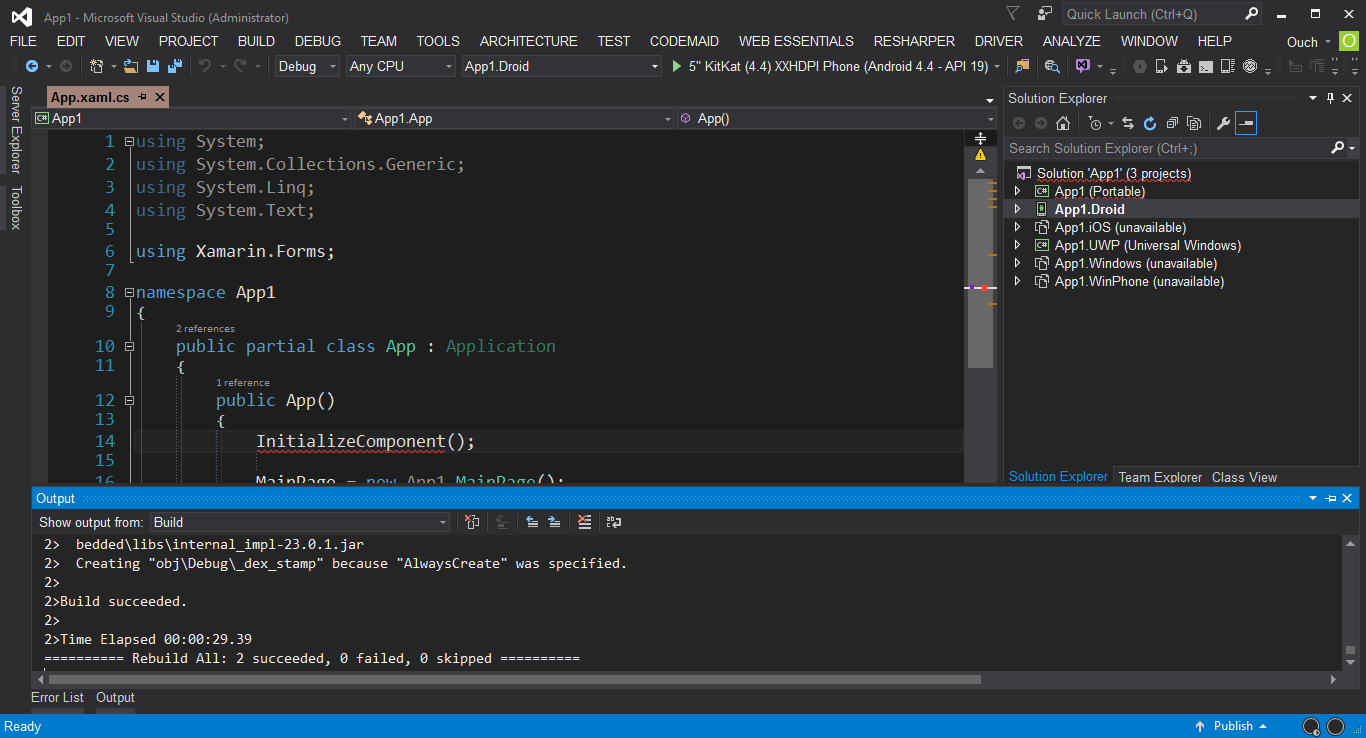 App1 - Microsoft Visual Studio (Administrator)
Quick Launch (Ctrl+Q)
FILE EDIT VIEW PROJECT BUILD DEBUG TEAM TOOLS ARCHITECTURE TEST CODEMAID WEB ESSENTIALS RESHARPER DRIVER ANALYZE WINDOW HELP Ouch O
Debug Any CPU App1.Droid 5" KitKat (4.4) XXHDPI Phone (Android 4.4 - API 19)
Server Explorer
Toolbox
App.xaml.cs
App1 App1.App App()
1 using System;
2 using System.Collections.Generic;
3 using System.Linq;
4 using System.Text;
5
6 using Xamarin.Forms;
7
8 namespace App1
9 {
2 references
10 public partial class App : Application
11 {
1 reference
12 public App()
13 {
14 InitializeComponent();
15
16 MainPage = new App1.MainPage();
Solution Explorer
Search Solution Explorer (Ctrl+;)
Solution 'App1' (3 projects)
App1 (Portable)
App1.Droid
App1.iOS (unavailable)
App1.UWP (Universal Windows)
App1.Windows (unavailable)
App1.WinPhone (unavailable)
Solution Explorer Team Explorer Class View
Output
Show output from: Build
2> bedded\libs\internal_impl-23.0.1.jar
2> Creating "obj\Debug\_dex_stamp" because "AlwaysCreate" was specified.
2>
2>Build succeeded.
2>
2>Time Elapsed 00:00:29.39
========== Rebuild All: 2 succeeded, 0 failed, 0 skipped ==========
Error List Output
Ready
Publish